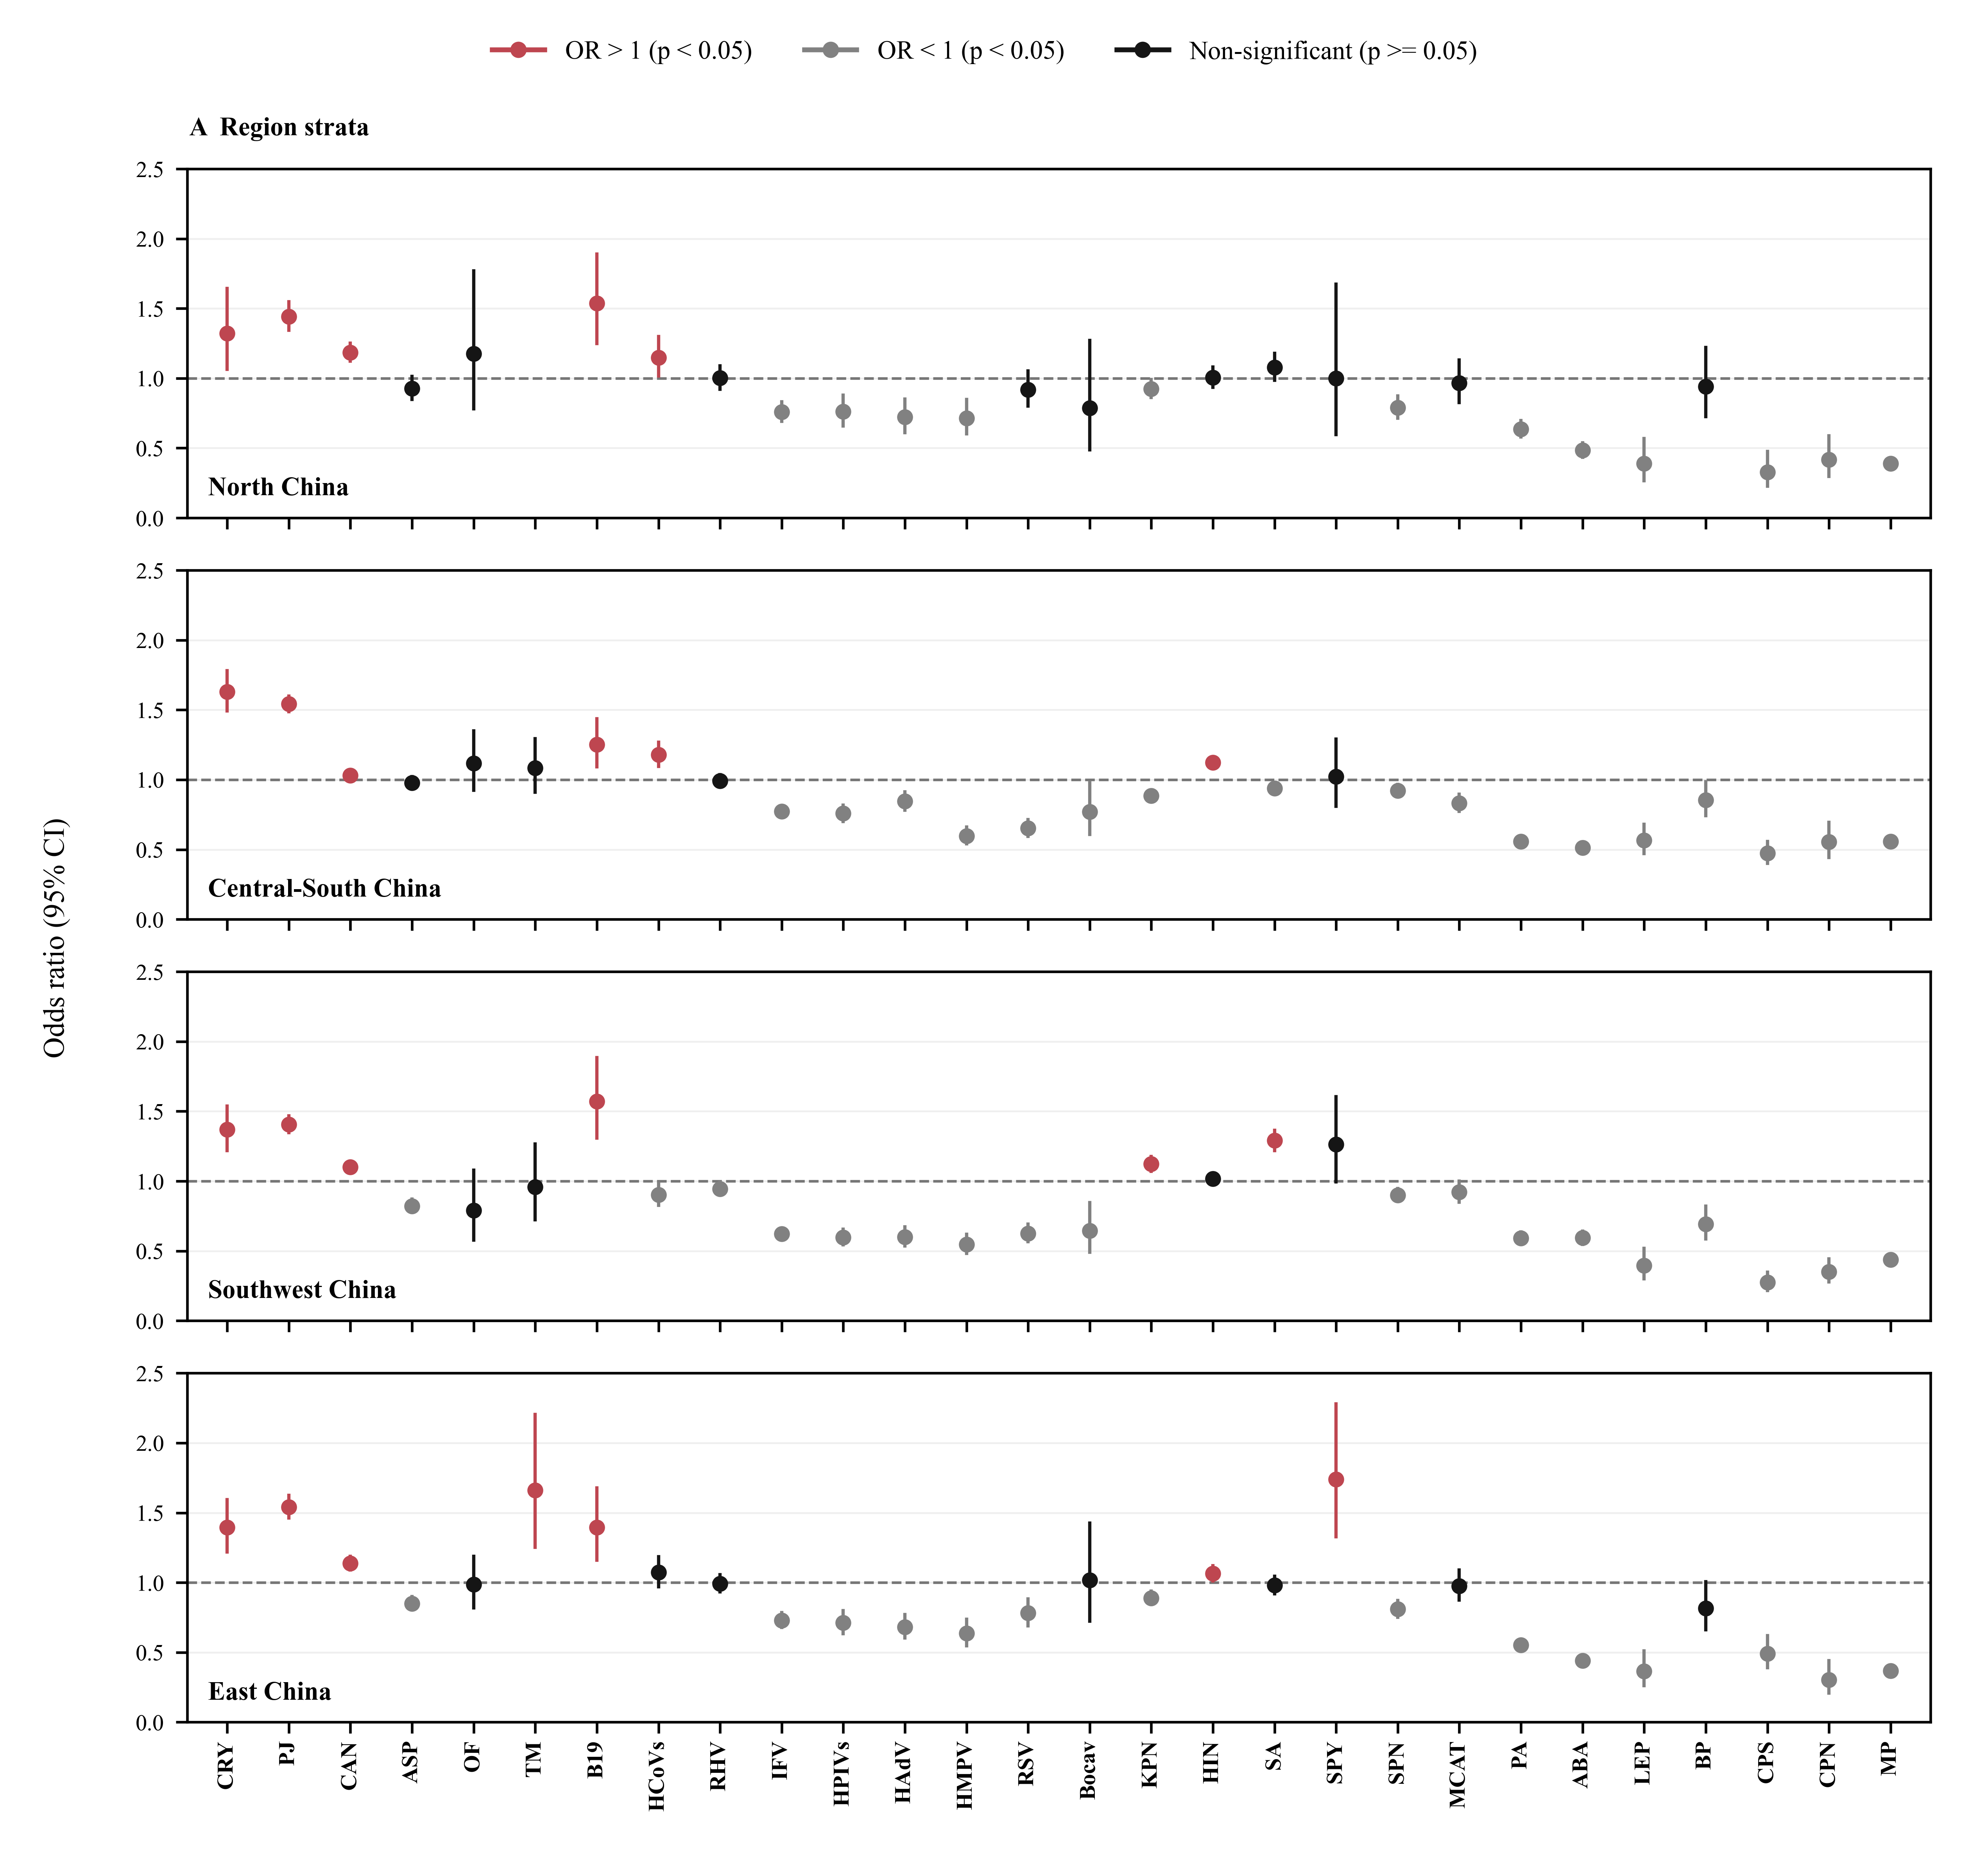 OR > 1 (p < 0.05) OR < 1 (p < 0.05) Non-significant (p >= 0.05)
A Region strata
Odds ratio (95% CI)
2.5
2.0
1.5
1.0
0.5
0.0
North China
2.5
2.0
1.5
1.0
0.5
0.0
Central-South China
2.5
2.0
1.5
1.0
0.5
0.0
Southwest China
2.5
2.0
1.5
1.0
0.5
0.0
East China
CRY
PJ
CAN
ASP
OF
TM
B19
HCoVs
RHV
IFV
HPIVs
HAdV
HMPV
RSV
Bocav
KPN
HIN
SA
SPY
SPN
MCAT
PA
ABA
LEP
BP
CPS
CPN
MP